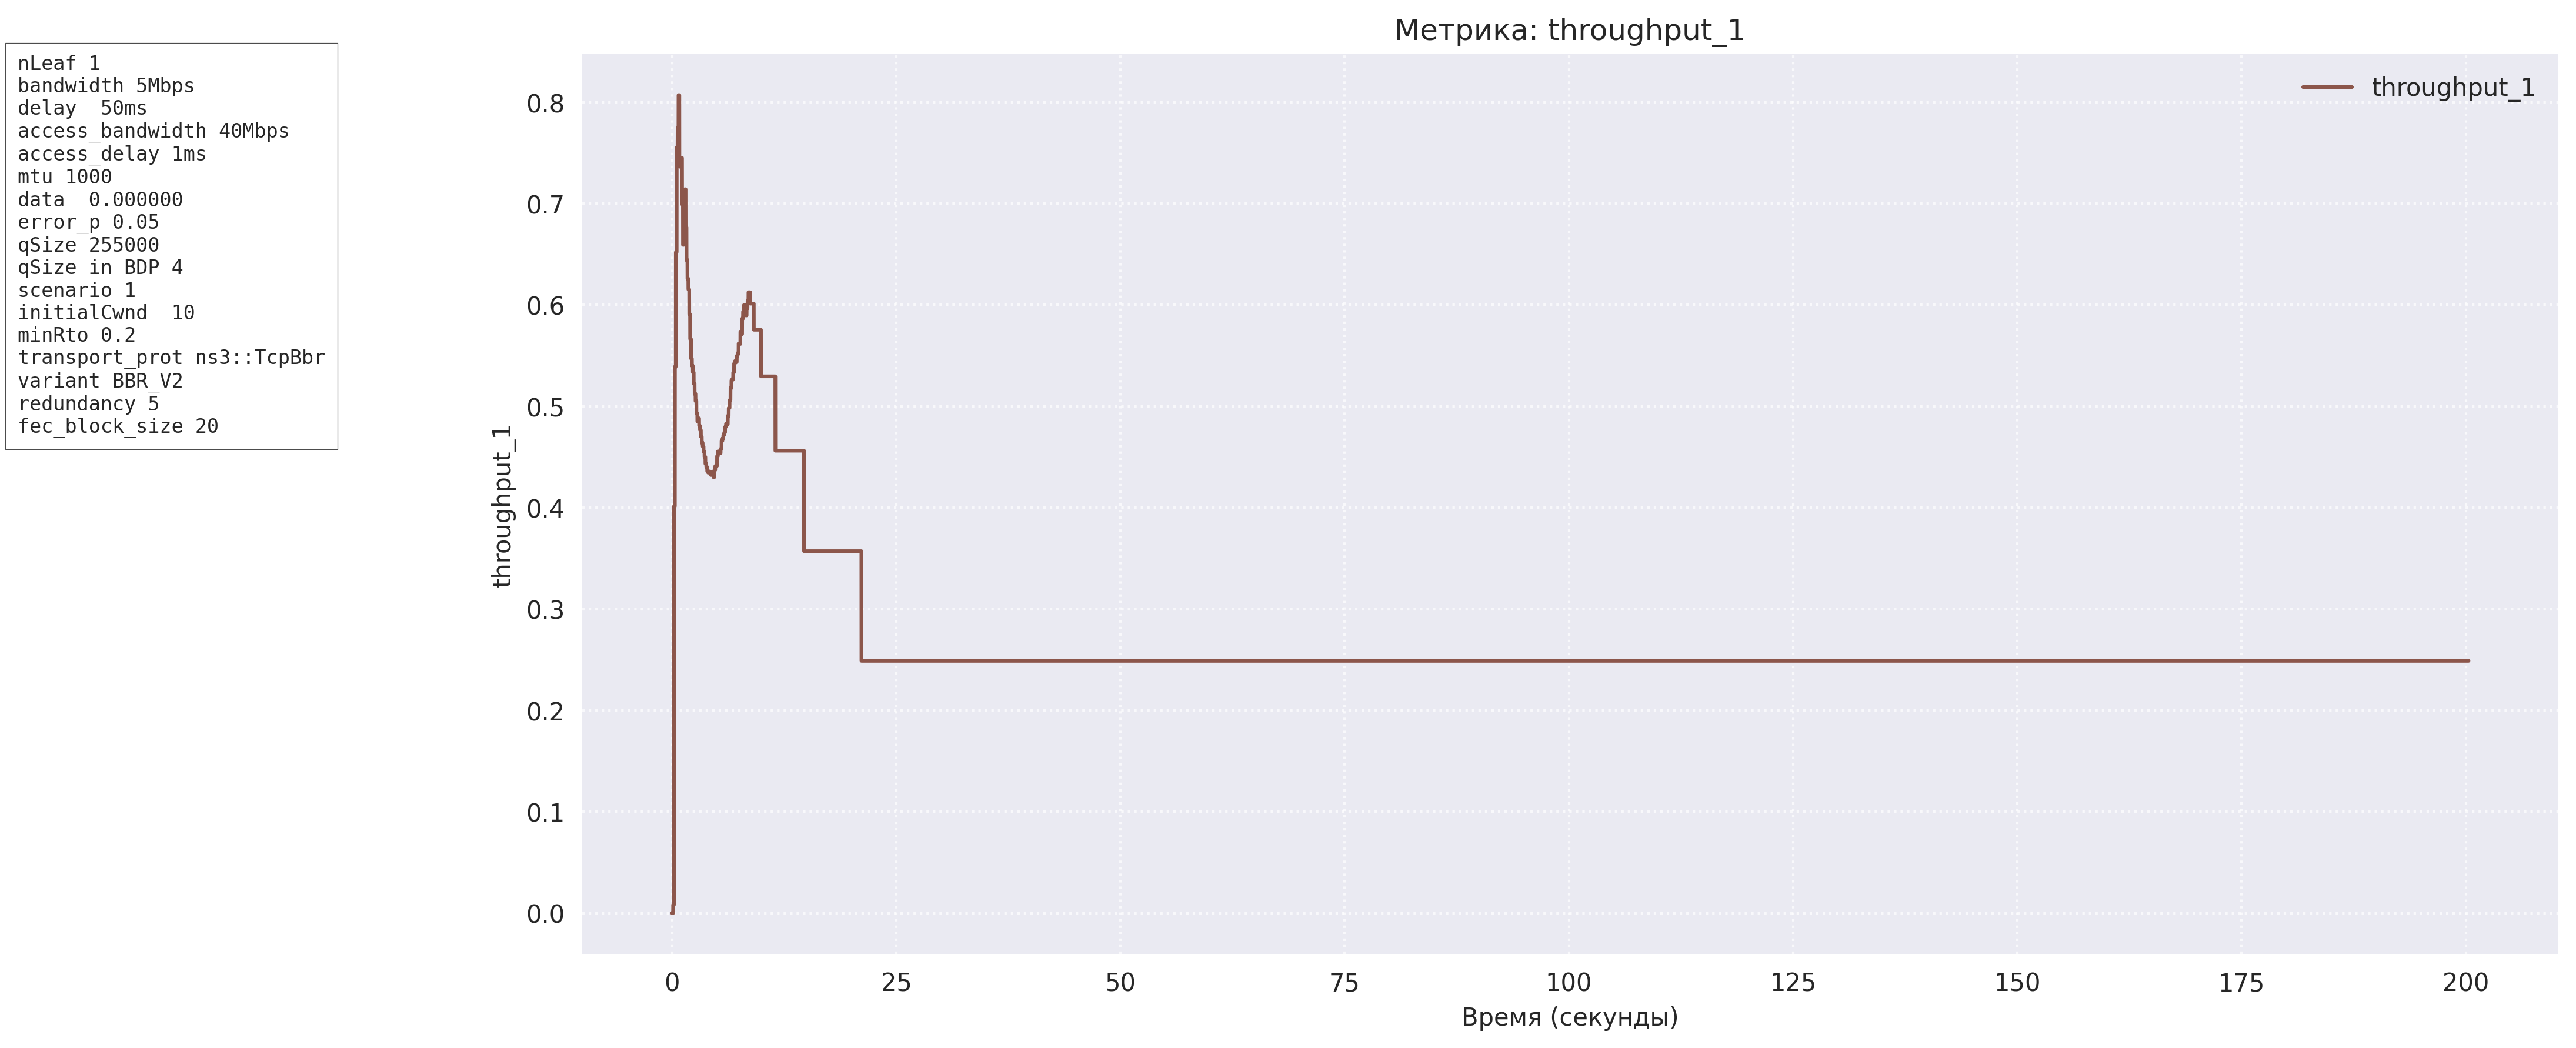 Метрика: throughput_1
nLeaf 1
bandwidth 5Mbps
delay  50ms
access_bandwidth 40Mbps
access_delay 1ms
mtu 1000
data  0.000000
error_p 0.05
qSize 255000
qSize in BDP 4
scenario 1
initialCwnd  10
minRto 0.2
transport_prot ns3::TcpBbr
variant BBR_V2
redundancy 5
fec_block_size 20
throughput_1
throughput_1
0.8
0.7
0.6
0.5
0.4
0.3
0.2
0.1
0.0
0 25 50 75 100 125 150 175 200
Время (секунды)